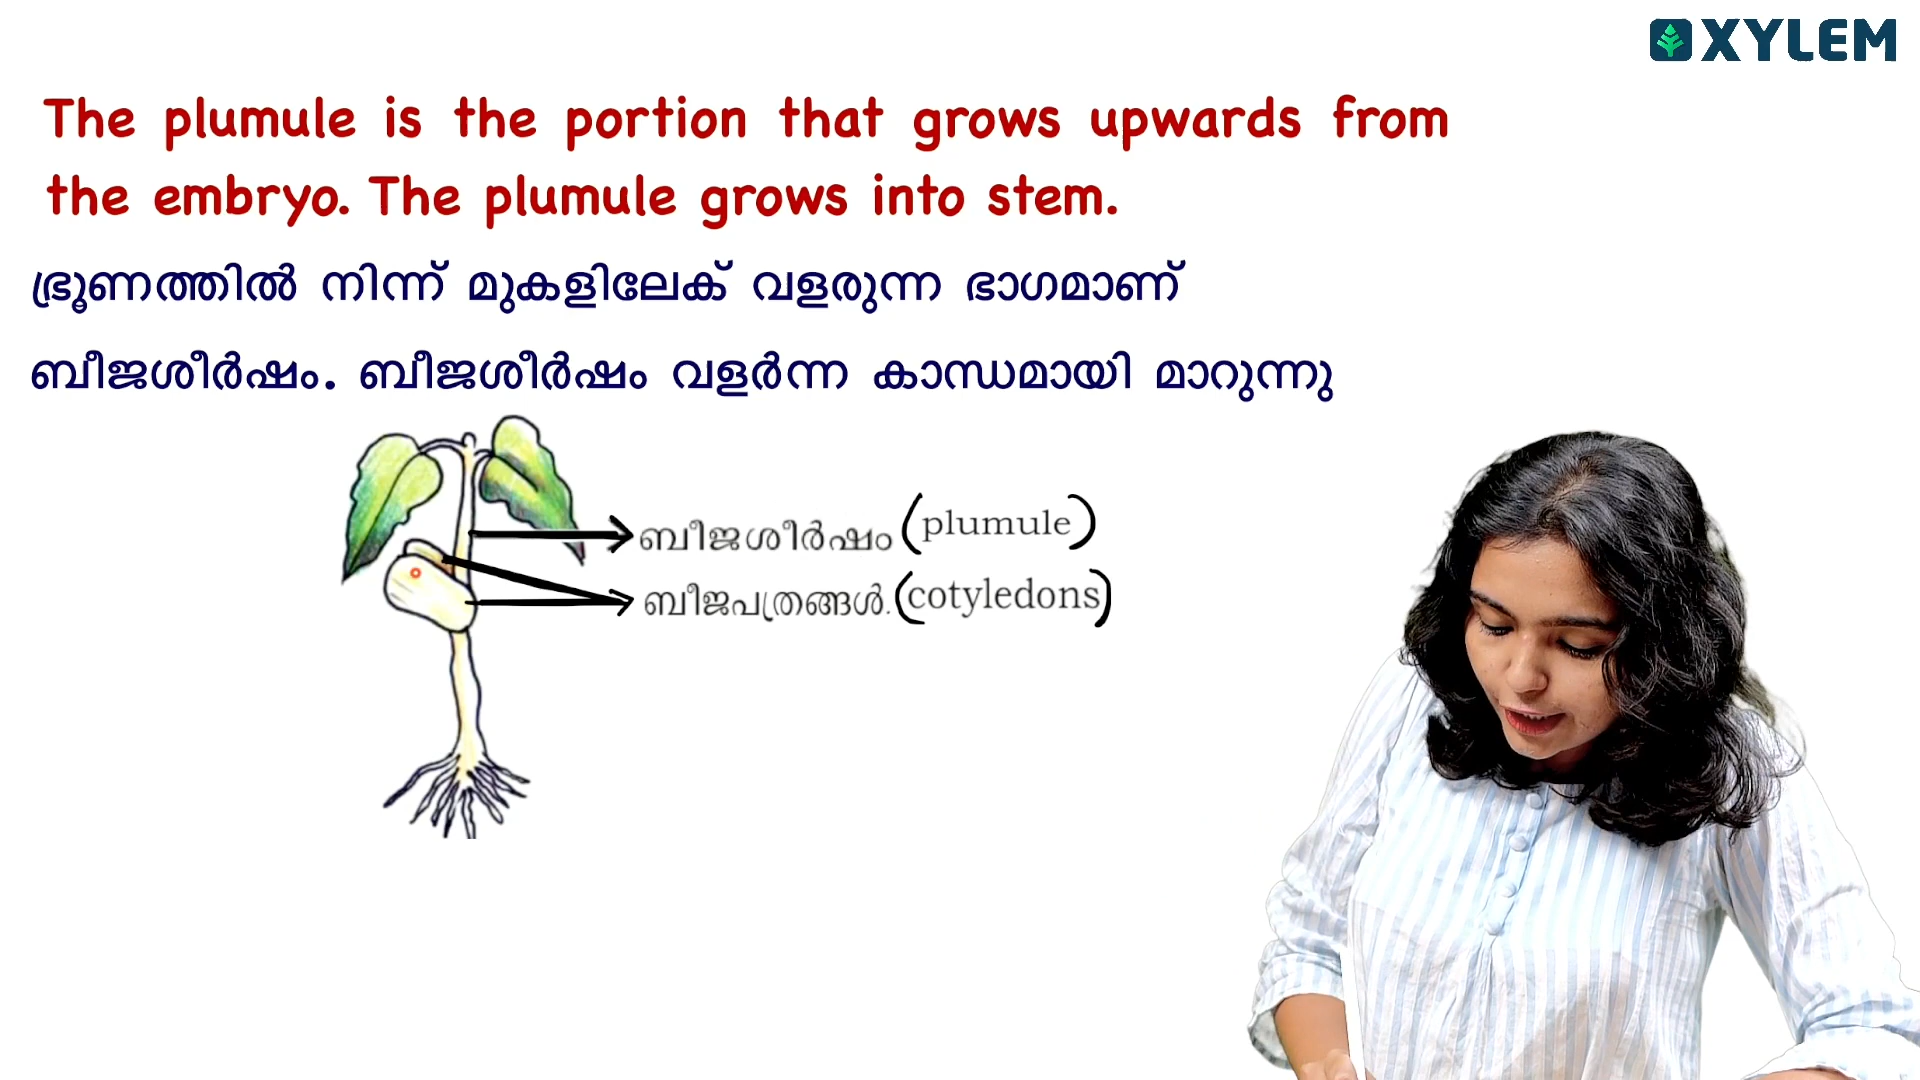 XYLEM
The plumule is the portion that grows upwards from
the embryo. The plumule grows into stem.
ഭ്രൂണത്തിൽ നിന്ന് മുകളിലേക് വളരുന്ന ഭാഗമാണ്
ബീജശീർഷം. ബീജശീർഷം വളർന്ന കാന്ധമായി മാറുന്നു
ബീജശീർഷം (plumule)
ബീജപത്രങ്ങൾ. (cotyledons)